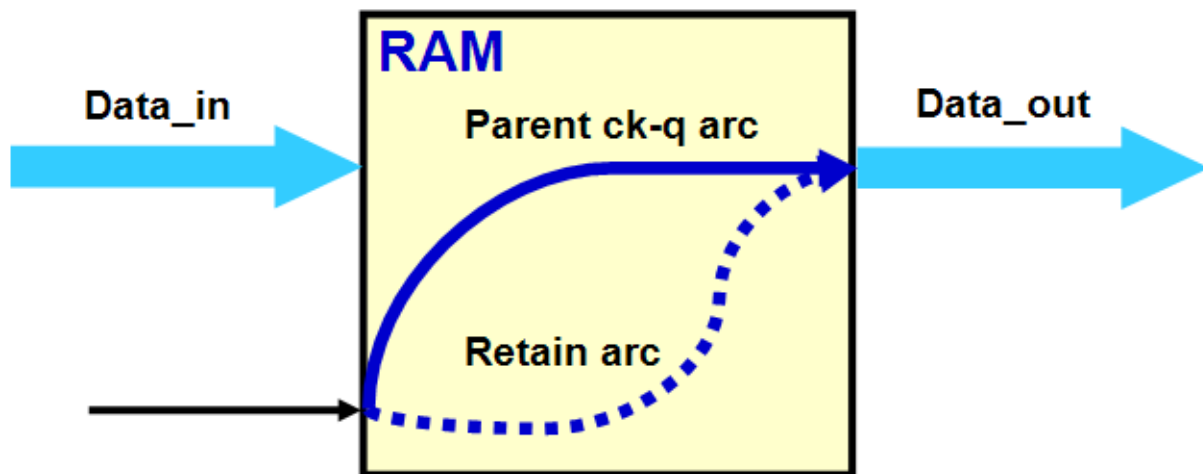 RAM
Data_in
Data_out
Parent ck-q arc
Retain arc